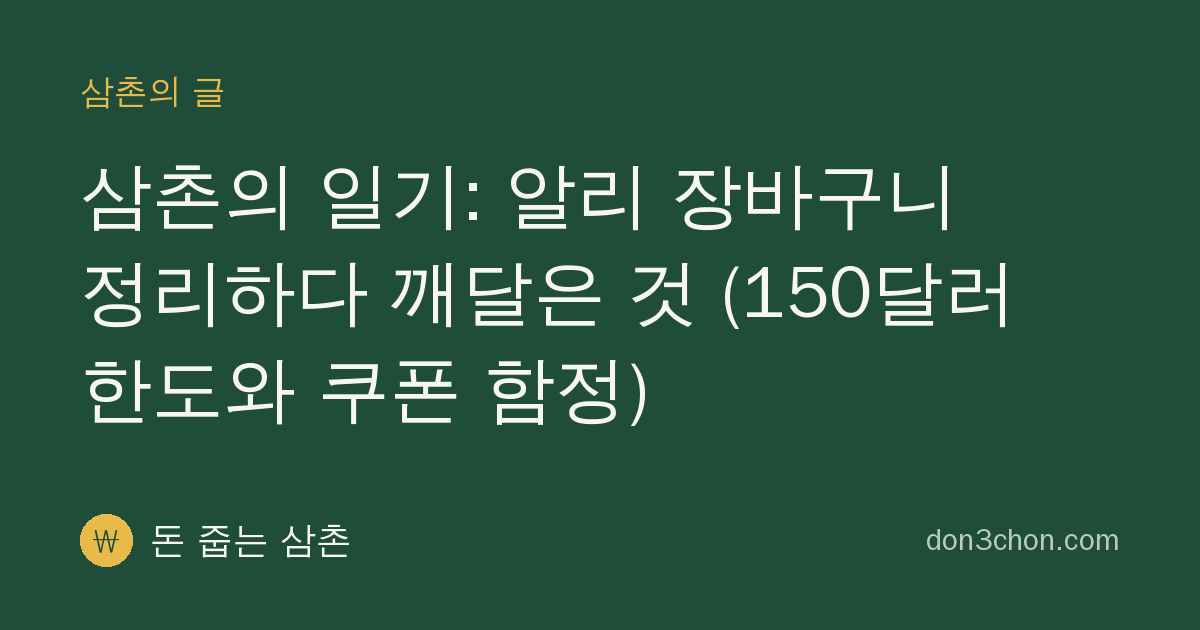 삼촌의 글
삼촌의 일기: 알리 장바구니
정리하다 깨달은 것 (150달러
한도와 쿠폰 함정)
₩ 돈 줍는 삼촌
don3chon.com